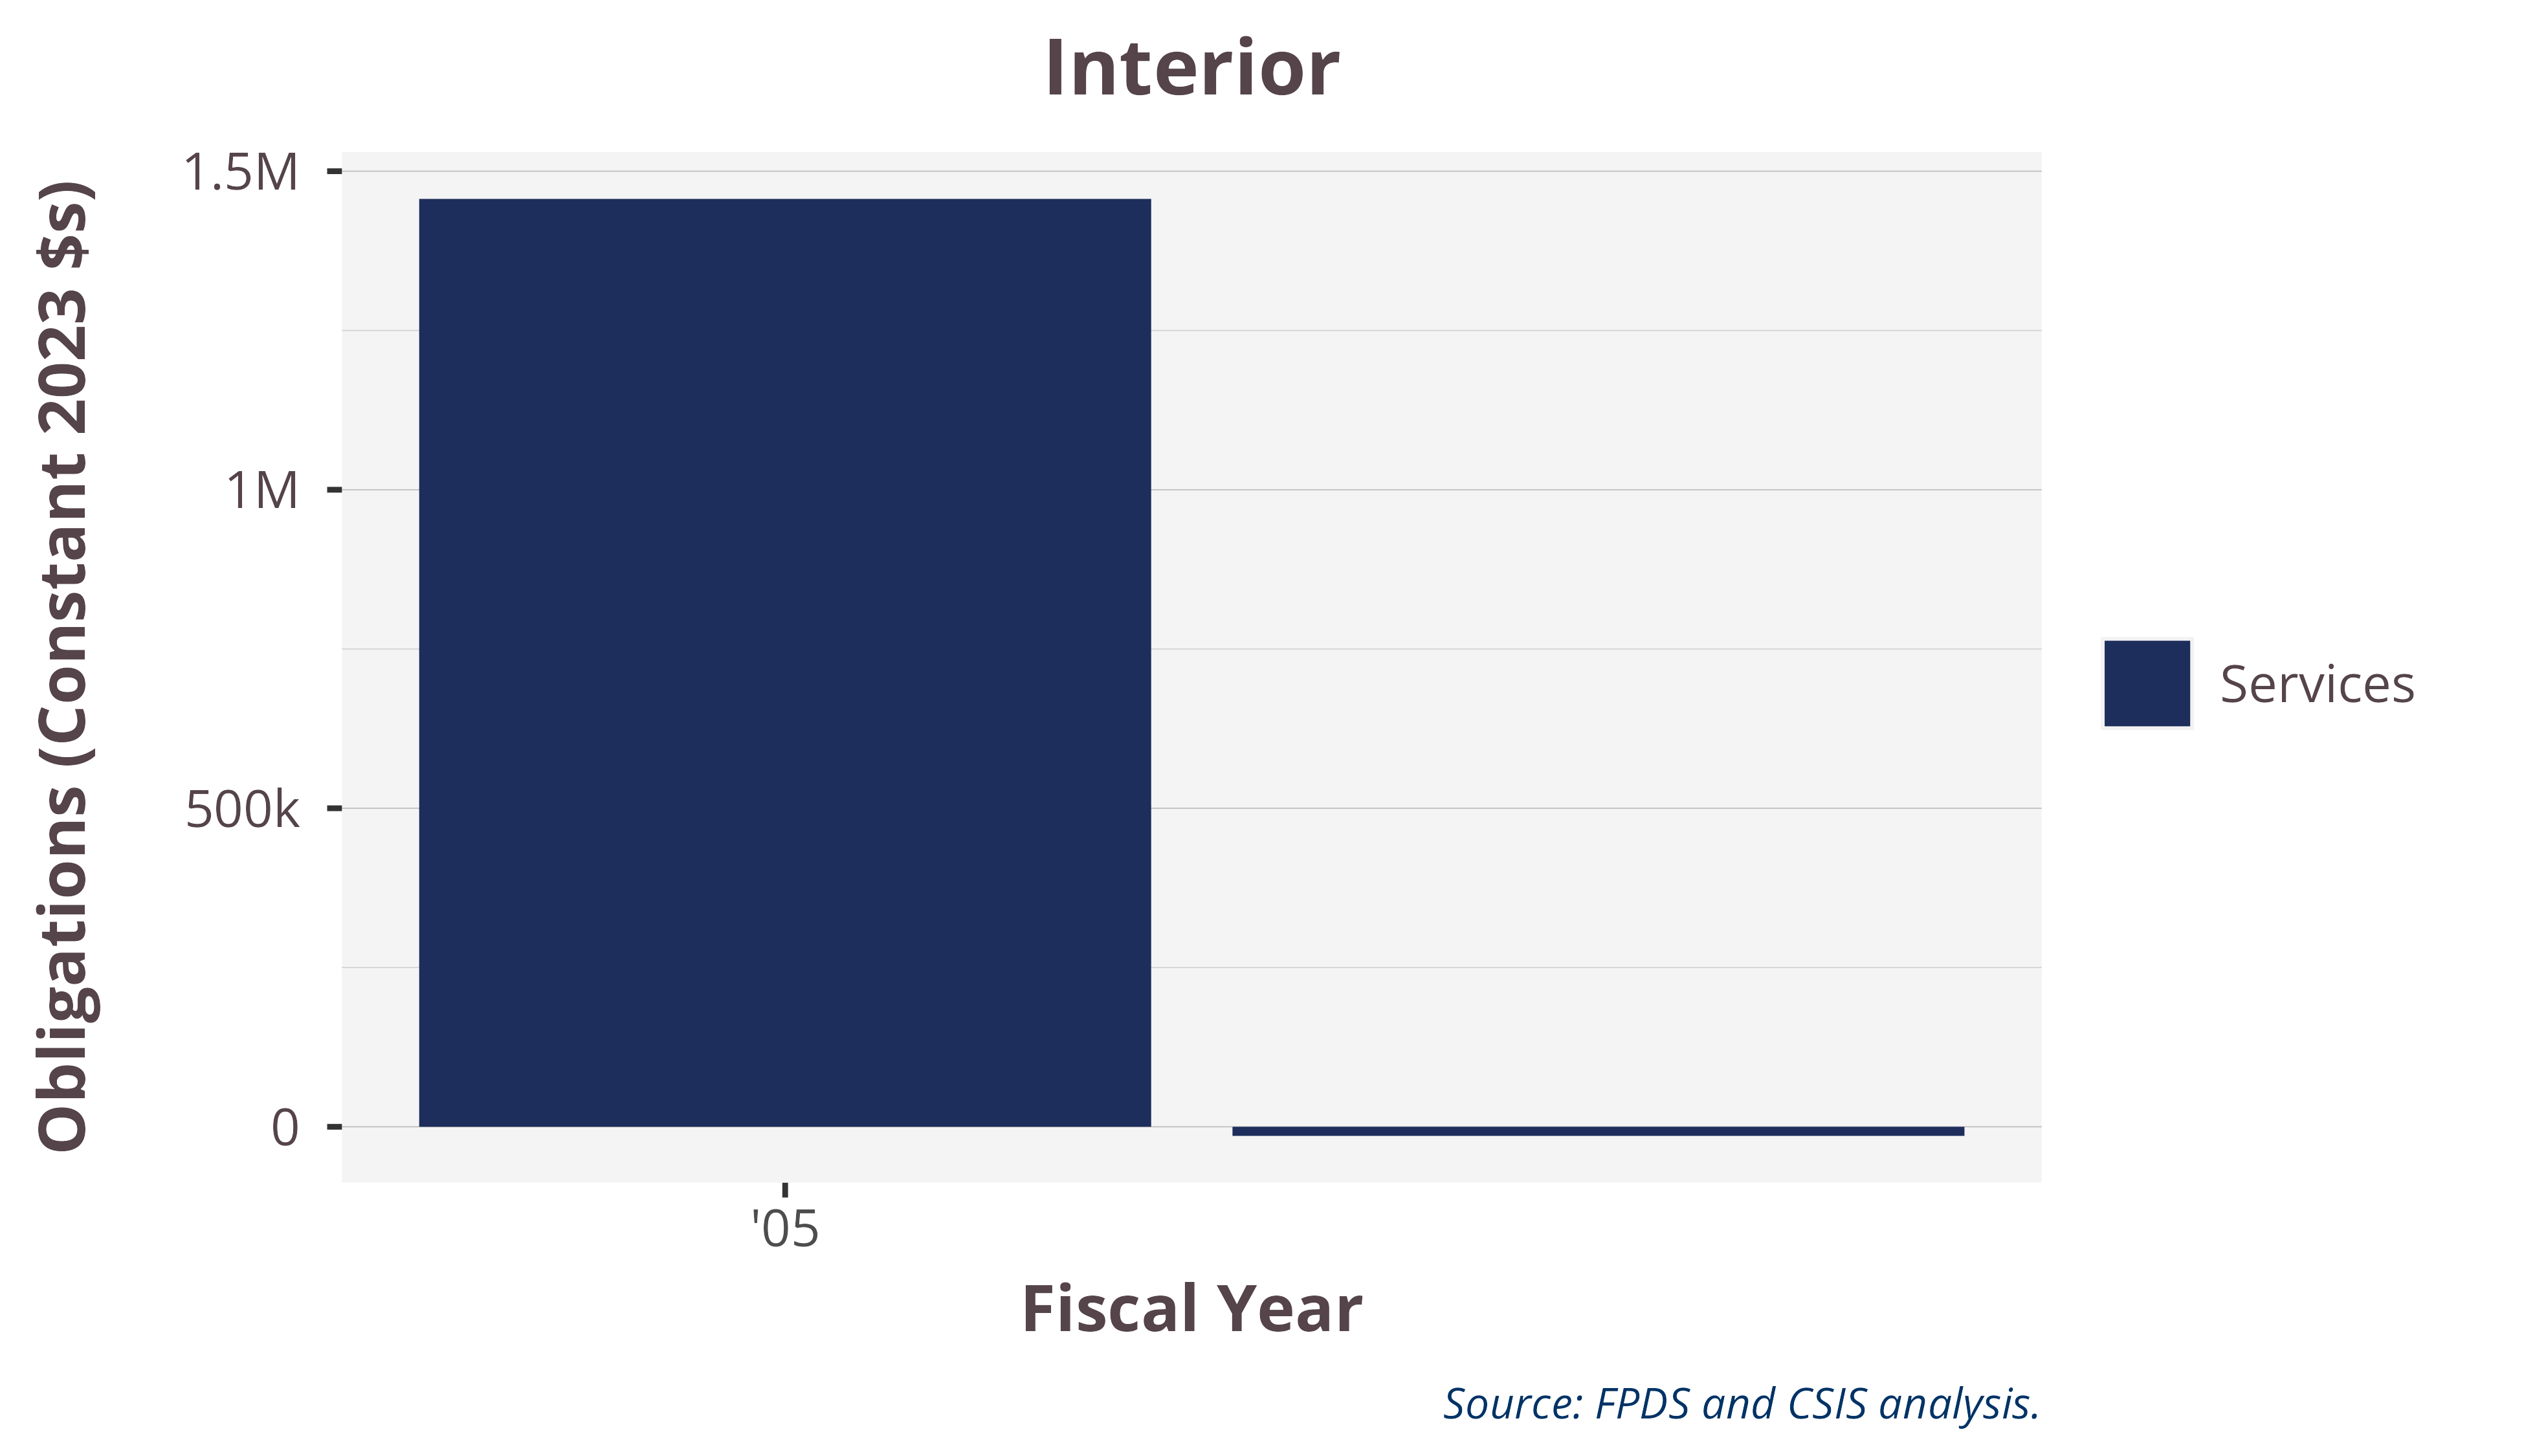 Interior
Obligations (Constant 2023 $s)
1.5M
1M
500k
0
Services
'05
Fiscal Year
Source: FPDS and CSIS analysis.